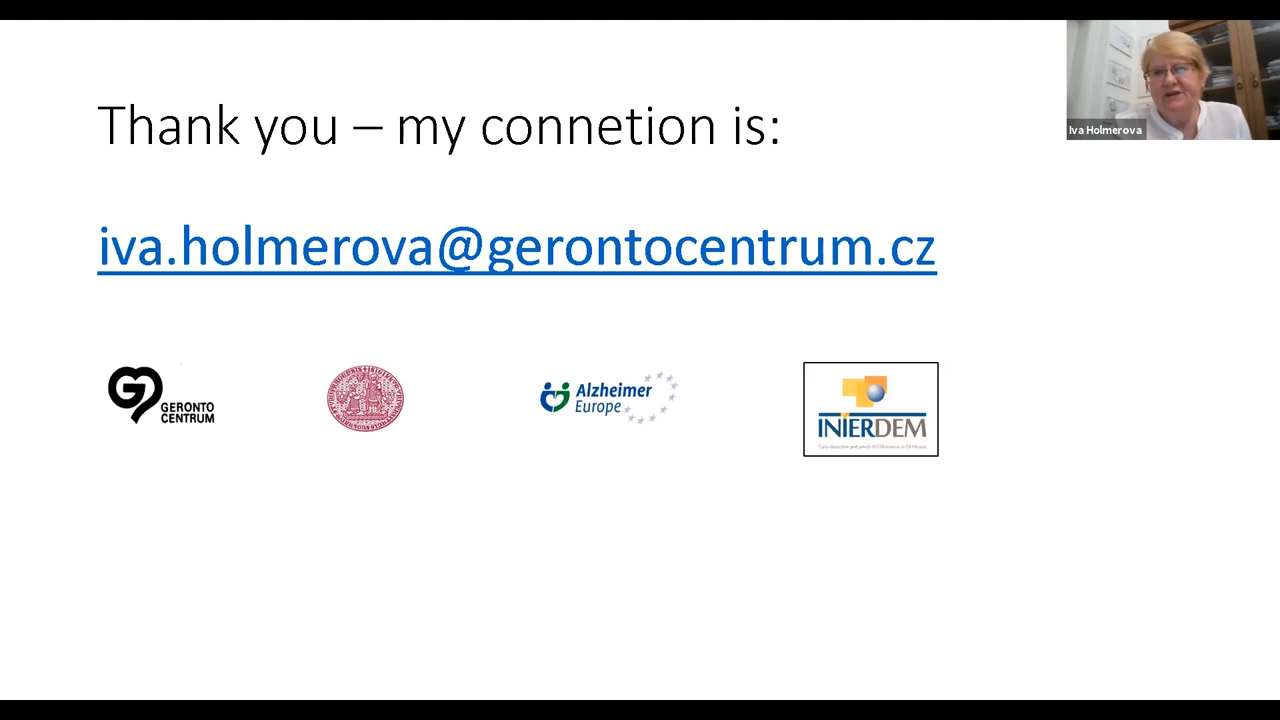 Thank you – my connetion is:
Iva Holmerova
iva.holmerova@gerontocentrum.cz
GERONTO
CENTRUM
Alzheimer
Europe
INTERDEM